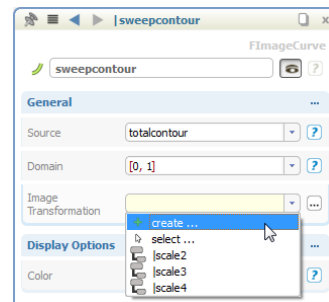 |sweepcontour
FImageCurve
sweepcontour
?
General
...
Source
totalcontour
?
Domain
[0, 1]
?
Image
Transformation
...
create ...
select ...
Display Options
...
|scale2
|scale3
Color
?
|scale4